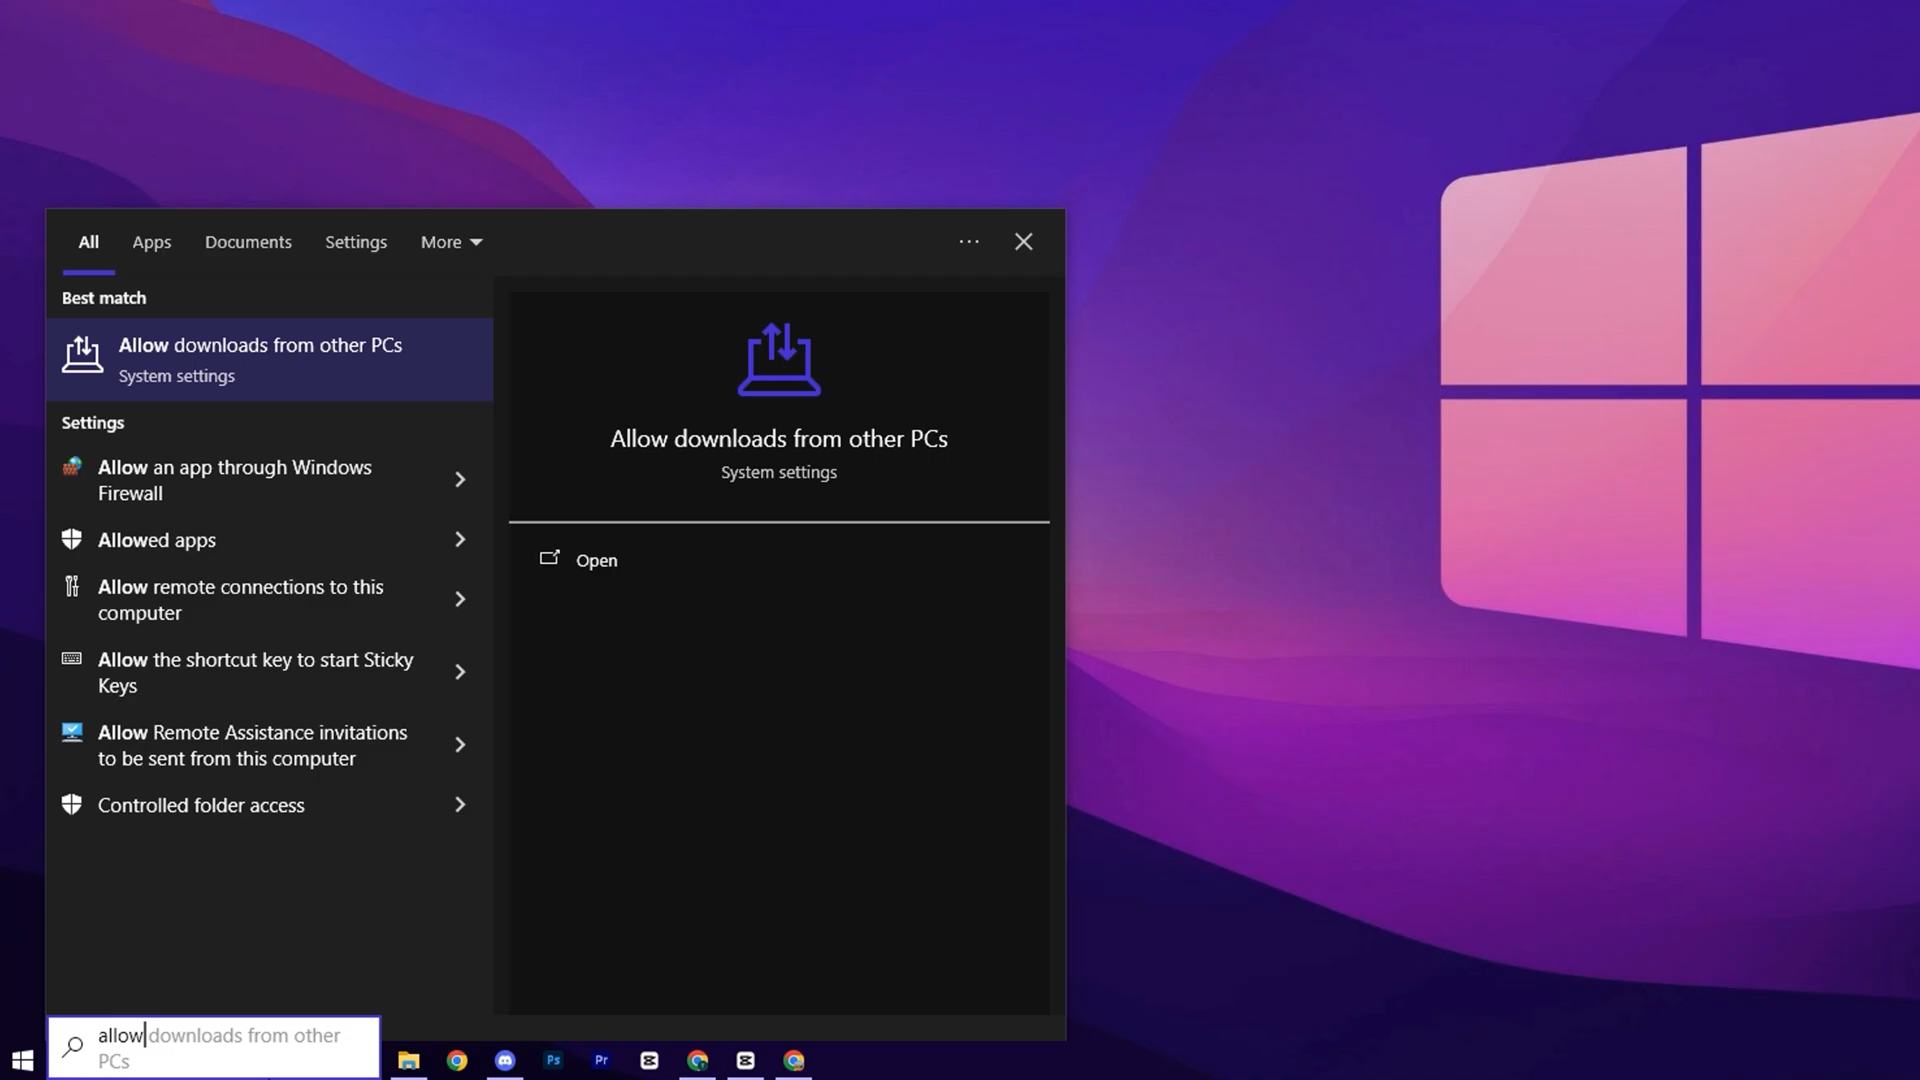 All Apps Documents Settings More
Best match
Allow downloads from other PCs
System settings
Settings
Allow an app through Windows
Firewall
Allowed apps
Allow remote connections to this
computer
Allow the shortcut key to start Sticky
Keys
Allow Remote Assistance invitations
to be sent from this computer
Controlled folder access
Allow downloads from other PCs
System settings
Open
allow downloads from other
PCs
Ps Pr